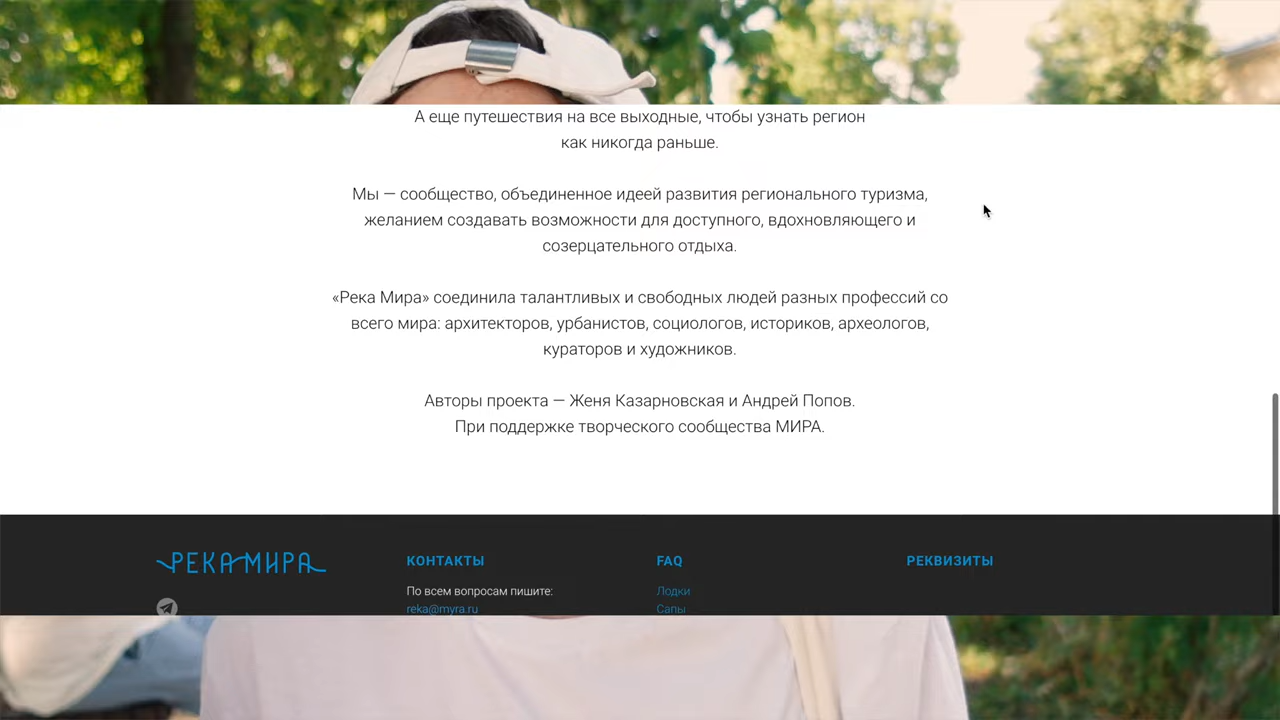 А еще путешествия на все выходные, чтобы узнать регион
как никогда раньше.
Мы — сообщество, объединенное идеей развития регионального туризма,
желанием создавать возможности для доступного, вдохновляющего и
созерцательного отдыха.
«Река Мира» соединила талантливых и свободных людей разных профессий со
всего мира: архитекторов, урбанистов, социологов, историков, археологов,
кураторов и художников.
Авторы проекта — Женя Казарновская и Андрей Попов.
При поддержке творческого сообщества МИРА.
РЕКА МИРА
КОНТАКТЫ
По всем вопросам пишите:
reka@myra.ru
FAQ
Лодки
Сапы
РЕКВИЗИТЫ